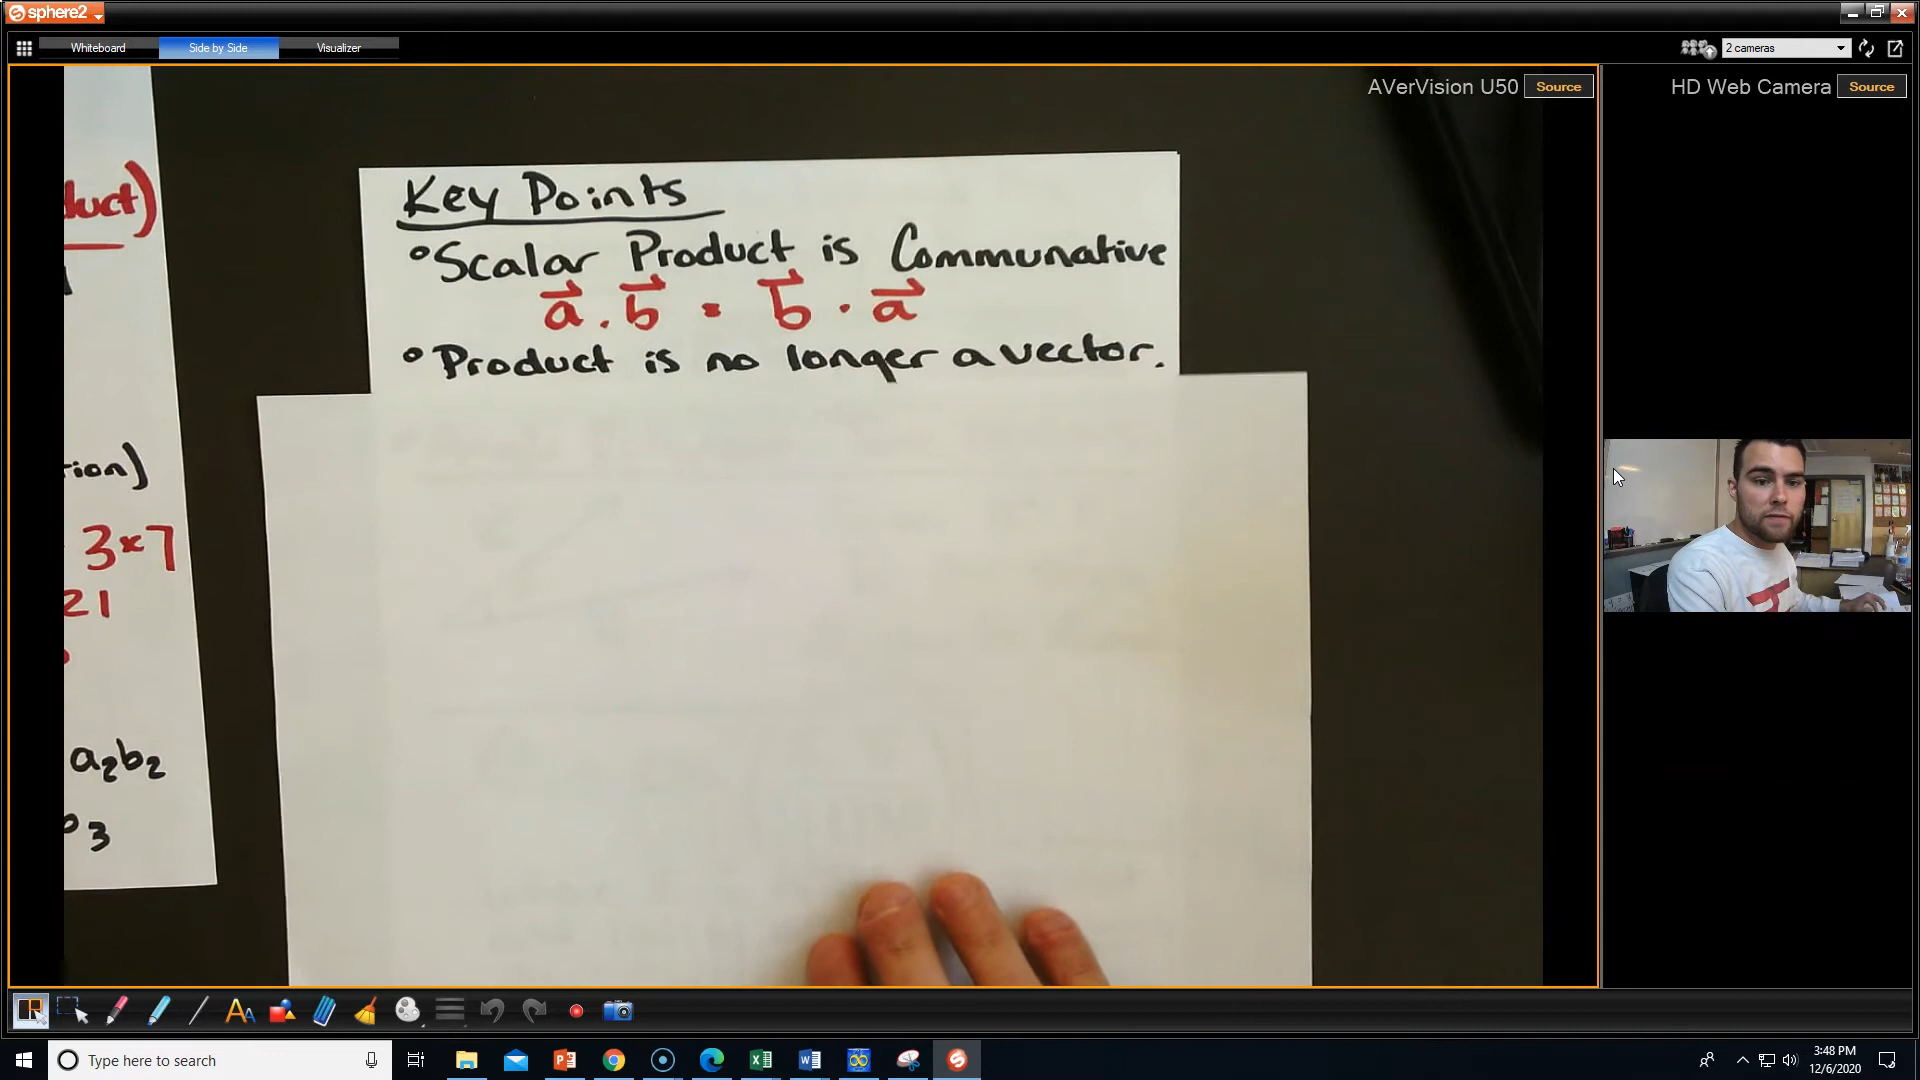 sphere2
Whiteboard
Side by Side
Visualizer
2 cameras
AVerVision U50
Source
HD Web Camera
Source
duct)
tion)
3×7
21
a₂b₂
3
Key Points
• Scalar Product is Communative
a⃗ . b⃗ = b⃗ · a⃗
• Product is no longer a vector.
Type here to search
3:48 PM
12/6/2020